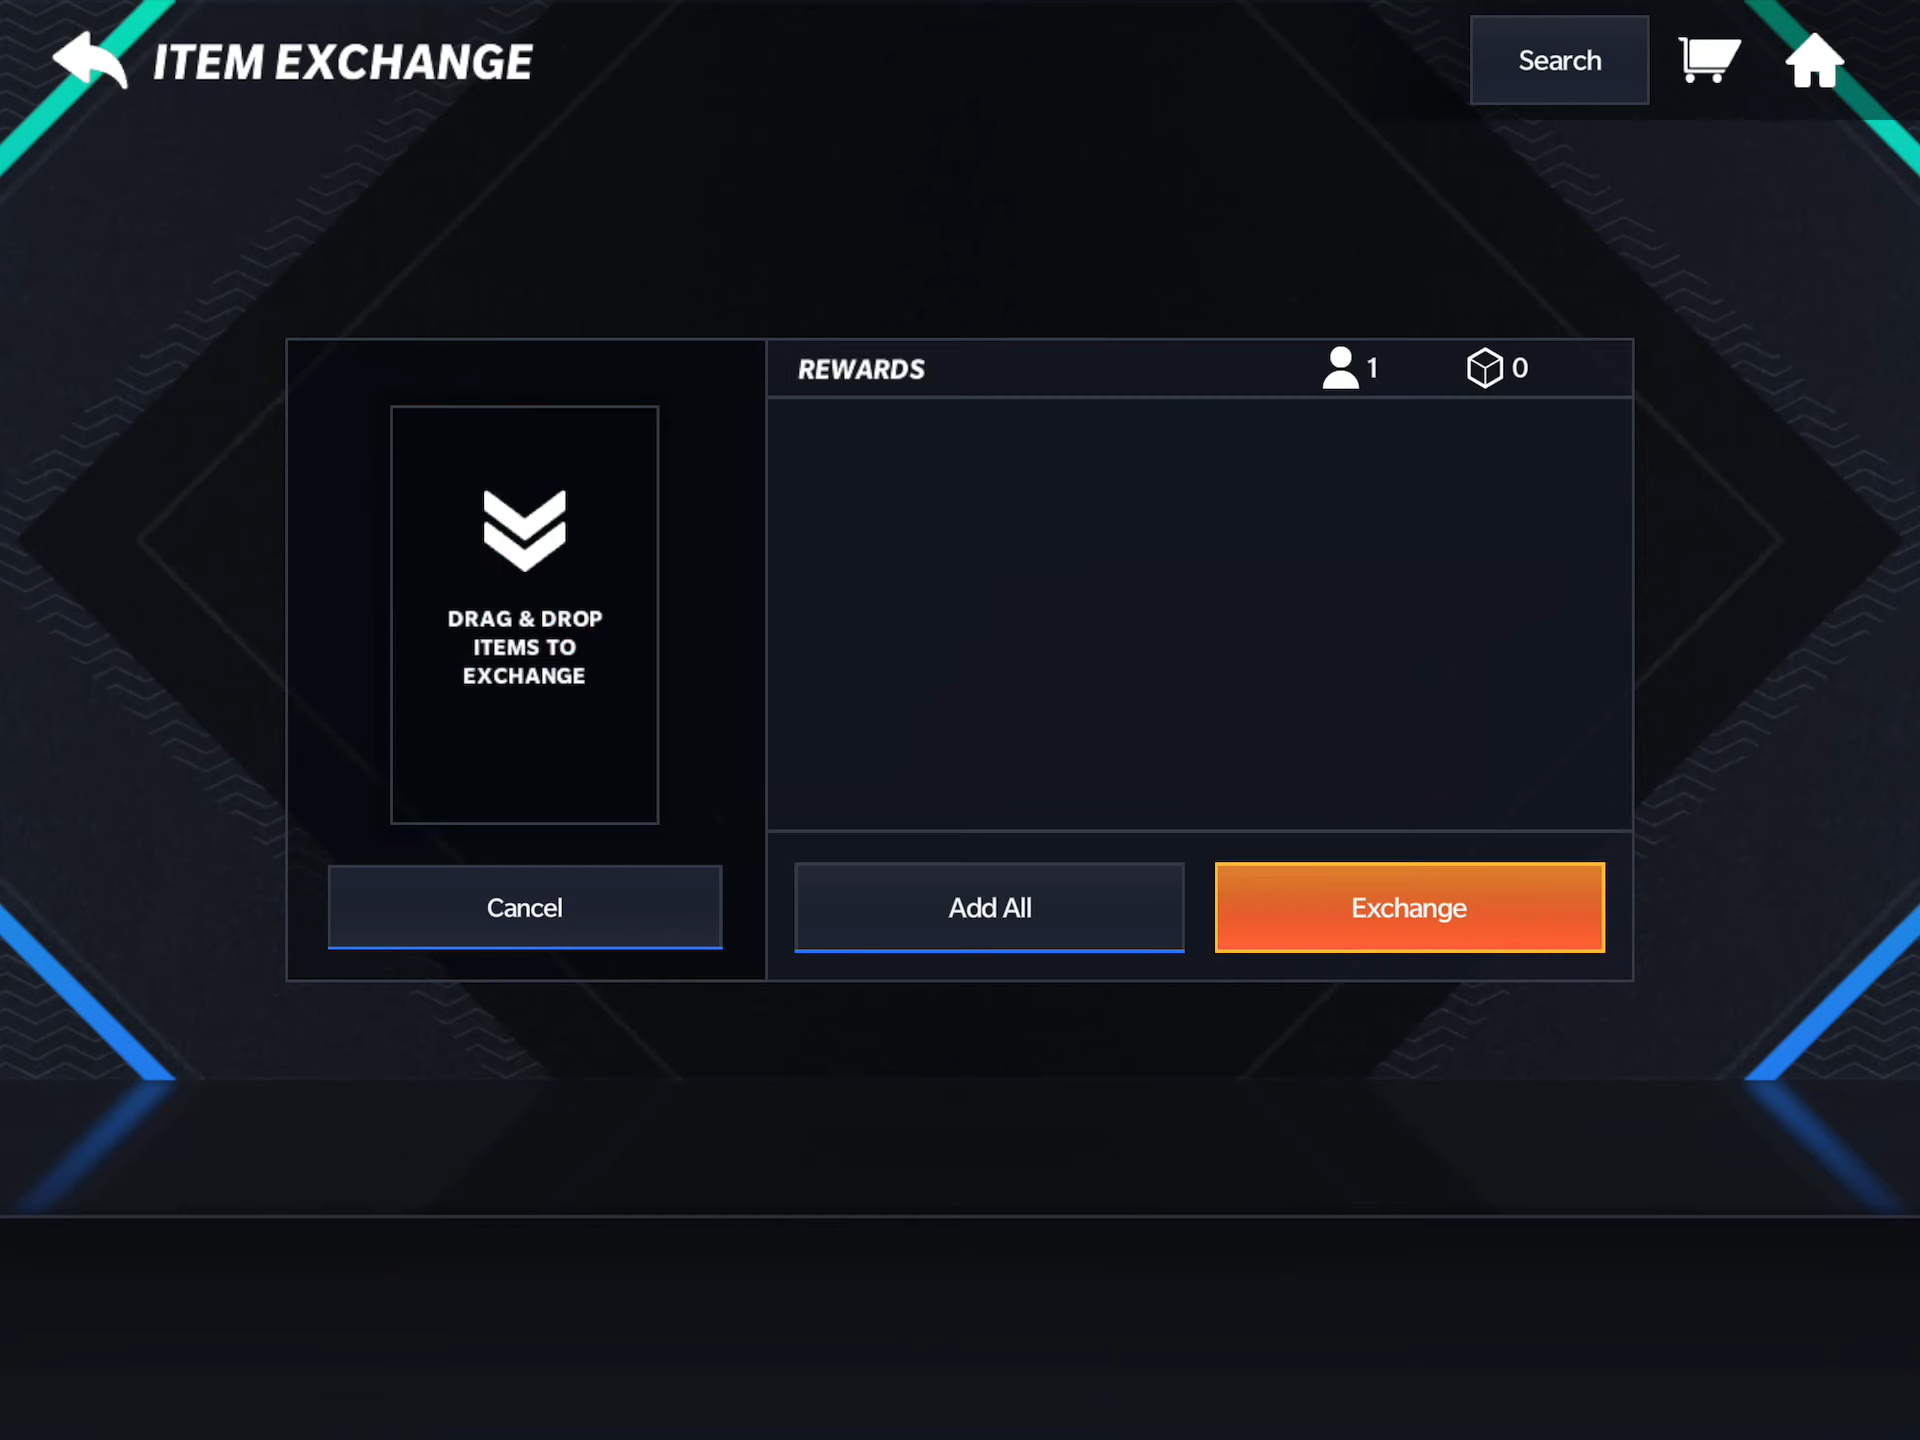 ITEM EXCHANGE
Search
REWARDS
1
0
DRAG & DROP
ITEMS TO
EXCHANGE
Cancel
Add All
Exchange